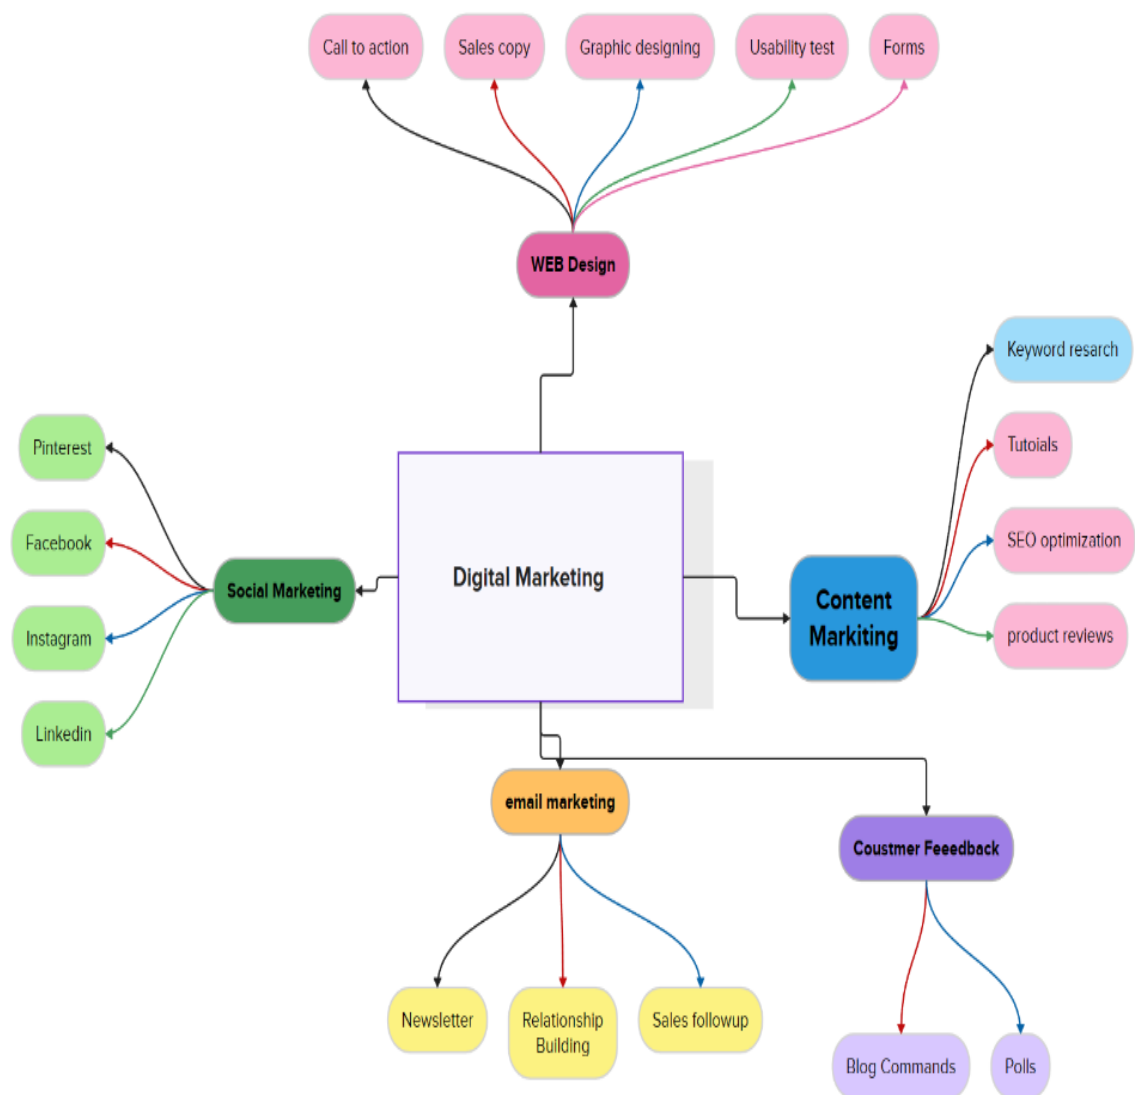 Call to action
Sales copy
Graphic designing
Usability test
Forms
WEB Design
Keyword resarch
Tutoials
SEO optimization
product reviews
Content
Markiting
Pinterest
Facebook
Instagram
Linkedin
Social Marketing
Digital Marketing
email marketing
Coustmer Feeedback
Newsletter
Relationship
Building
Sales followup
Blog Commands
Polls